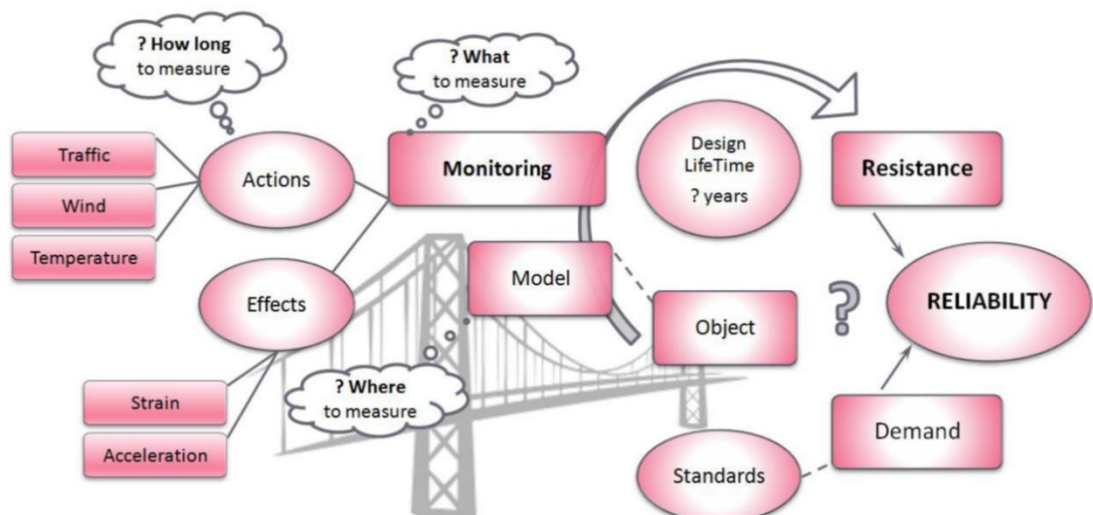 ? How long
to measure
? What
to measure
Traffic
Wind
Temperature
Actions
Monitoring
Design
LifeTime
? years
Resistance
Effects
Model
Object
?
RELIABILITY
Strain
Acceleration
? Where
to measure
Demand
Standards